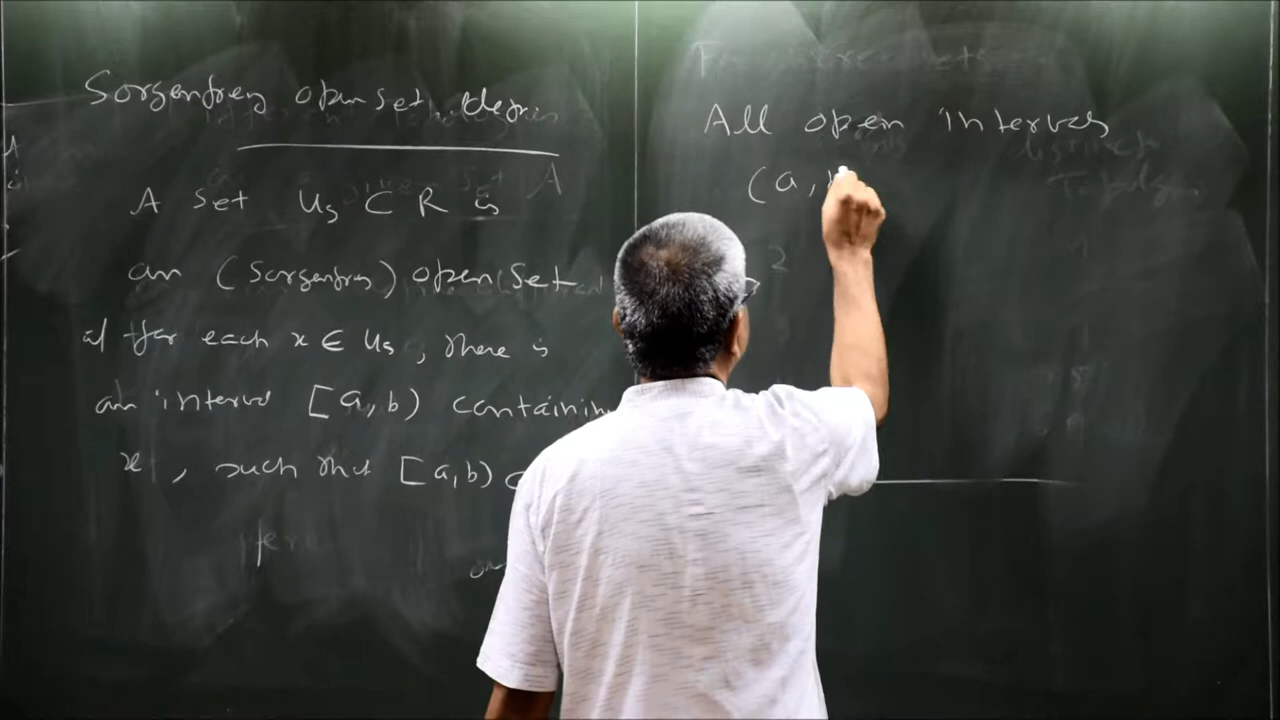 Sorgenfrey open set
A set Us ⊂ R is
an (Sorgenfrey) open set
if for each x ∈ Us, there is
an interval [a, b) containin
x, such that [a,b)
All open intervals
(a,